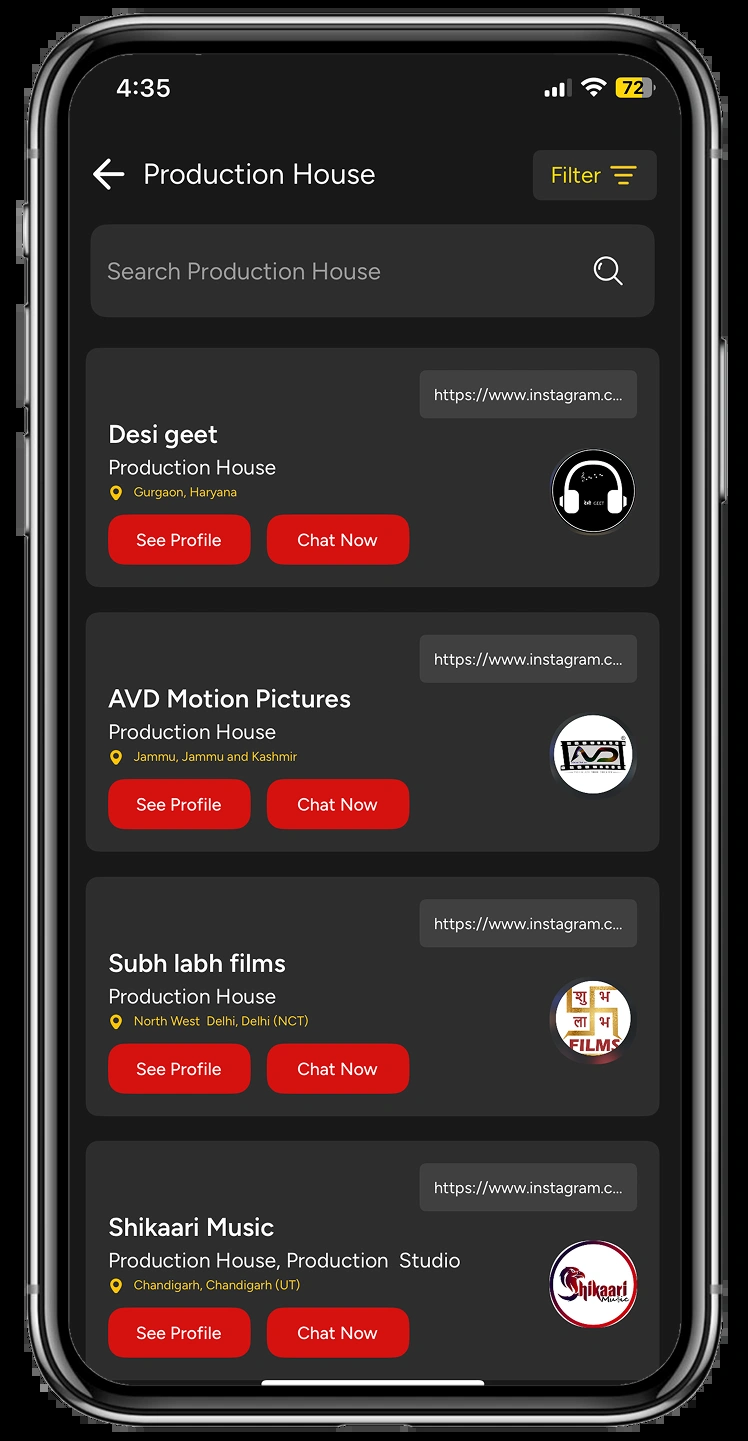 4:35
72
Production House
Filter
Search Production House
https://www.instagram.c...
Desi geet
Production House
Gurgaon, Haryana
See Profile
Chat Now
https://www.instagram.c...
AVD Motion Pictures
Production House
Jammu, Jammu and Kashmir
AVD
See Profile
Chat Now
https://www.instagram.c...
Subh labh films
Production House
North West  Delhi, Delhi (NCT)
शु भ
ला भ
FILMS
See Profile
Chat Now
https://www.instagram.c...
Shikaari Music
Production House, Production  Studio
Chandigarh, Chandigarh (UT)
Shikaari
Music
See Profile
Chat Now